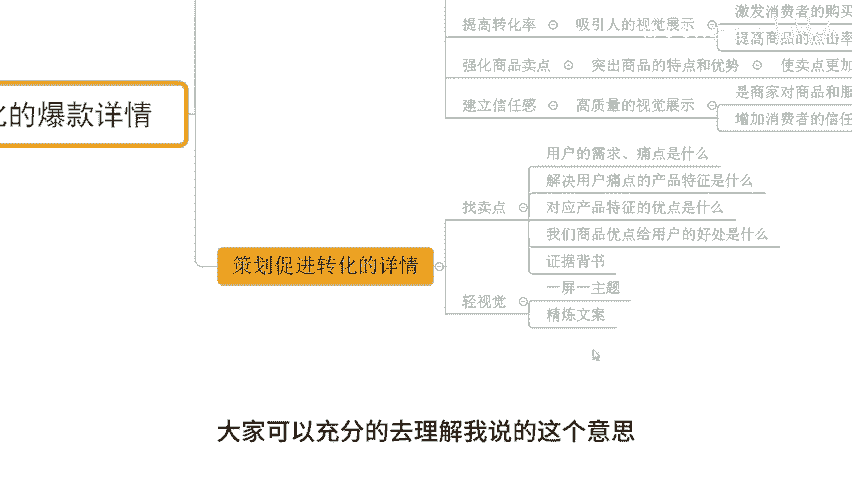 激发消费者的购买
提高转化率 吸引人的视觉展示
提高商品的点击率
强化商品卖点 突出商品的特点和优势 使卖点更加
是商家对商品和服
建立信任感 高质量的视觉展示
增加消费者的信任
化的爆款详情
用户的需求、痛点是什么
解决用户痛点的产品特征是什么
找卖点 对应产品特征的优点是什么
我们商品优点给用户的好处是什么
证据背书
策划促进转化的详情
一屏一主题
轻视觉
精炼文案
大家可以充分的去理解我说的这个意思